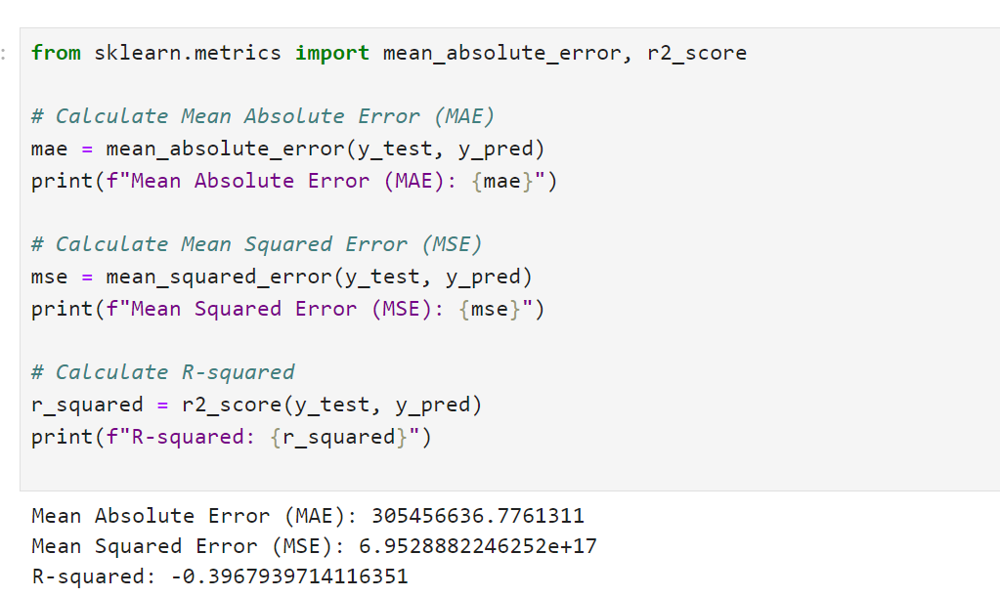 from sklearn.metrics import mean_absolute_error, r2_score
# Calculate Mean Absolute Error (MAE)
mae = mean_absolute_error(y_test, y_pred)
print(f"Mean Absolute Error (MAE): {mae}")
# Calculate Mean Squared Error (MSE)
mse = mean_squared_error(y_test, y_pred)
print(f"Mean Squared Error (MSE): {mse}")
# Calculate R-squared
r_squared = r2_score(y_test, y_pred)
print(f"R-squared: {r_squared}")
Mean Absolute Error (MAE): 305456636.7761311
Mean Squared Error (MSE): 6.9528882246252e+17
R-squared: -0.3967939714116351